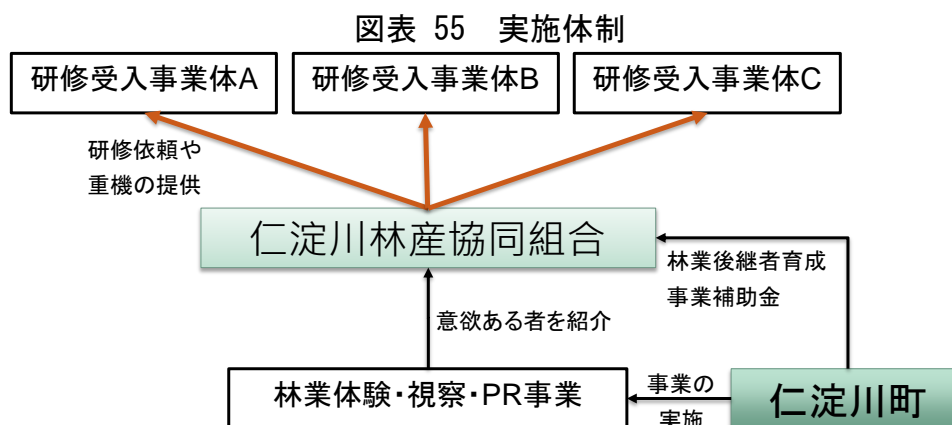 図表 55 実施体制
研修受入事業体A
研修受入事業体B
研修受入事業体C
研修依頼や
重機の提供
仁淀川林産協同組合
林業後継者育成
事業補助金
意欲ある者を紹介
林業体験・視察・PR事業
事業の
実施
仁淀川町